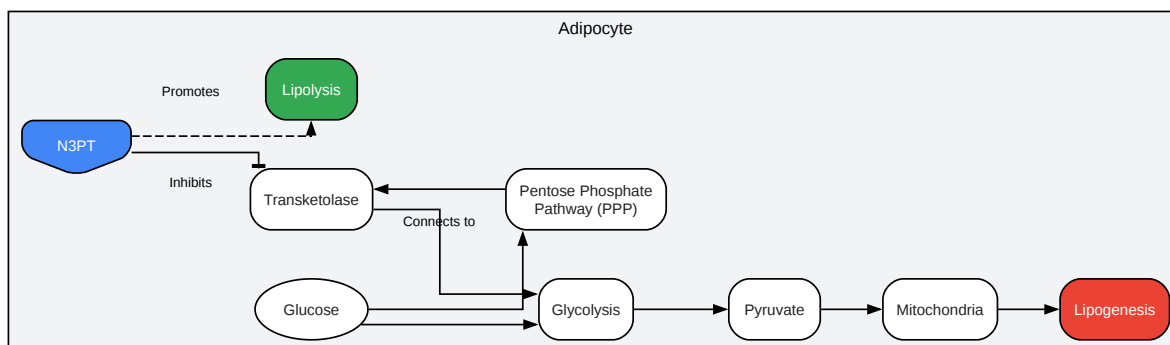 Adipocyte
Promotes
Lipolysis
N3PT
Inhibits
Transketolase
Pentose Phosphate
Pathway (PPP)
Connects to
Glucose
Glycolysis
Pyruvate
Mitochondria
Lipogenesis